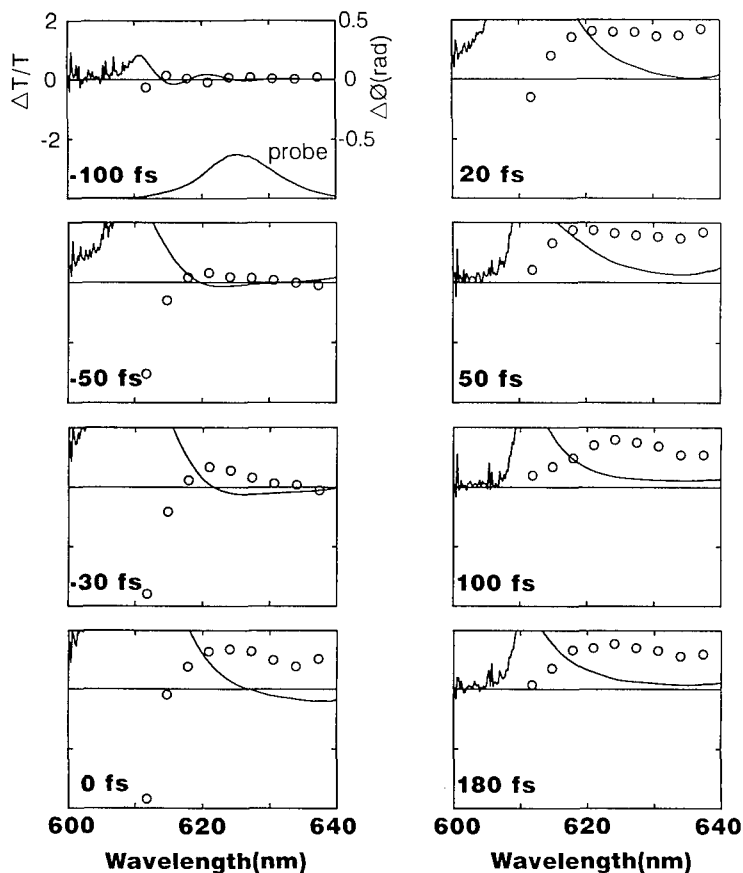 2
0
-2
ΔT/T
0.5
0
-0.5
ΔØ(rad)
probe
-100 fs
-50 fs
-30 fs
0 fs
600
620
640
Wavelength(nm)
20 fs
50 fs
100 fs
180 fs
600
620
640
Wavelength(nm)